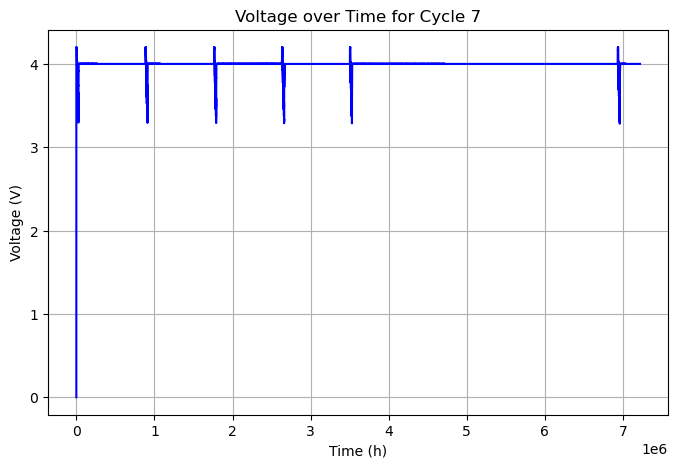 Voltage over Time for Cycle 7
Voltage (V)
4
3
2
1
0
0 1 2 3 4 5 6 7
1e6
Time (h)